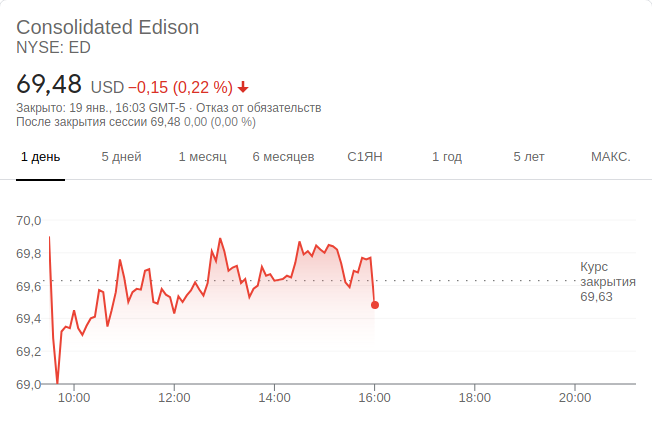 Consolidated Edison
NYSE: ED
69,48 USD −0,15 (0,22 %)
Закрыто: 19 янв., 16:03 GMT-5 · Отказ от обязательств
После закрытия сессии 69,48 0,00 (0,00 %)
1 день 5 дней 1 месяц 6 месяцев С1ЯН 1 год 5 лет МАКС.
70,0
69,8
Курс
закрытия
69,63
69,6
69,4
69,2
69,0
10:00 12:00 14:00 16:00 18:00 20:00